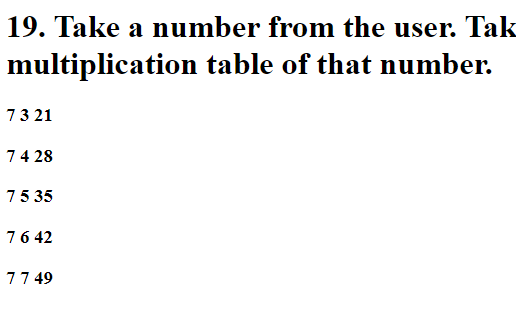 19. Take a number from the user. Tak
multiplication table of that number.
7 3 21
7 4 28
7 5 35
7 6 42
7 7 49